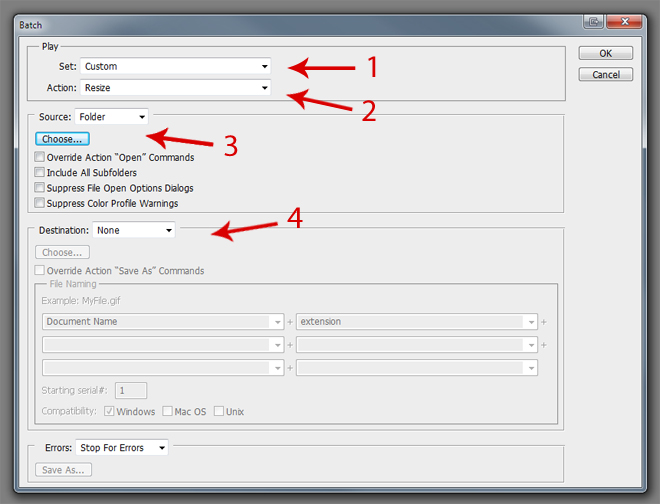 Batch
Play
Set: Custom 1
Action: Resize 2
OK
Cancel
Source: Folder
Choose... 3
Override Action "Open" Commands
Include All Subfolders
Suppress File Open Options Dialogs
Suppress Color Profile Warnings
Destination: None 4
Choose...
Override Action "Save As" Commands
File Naming
Example: MyFile.gif
Document Name + extension +
+ +
+
Starting serial#: 1
Compatibility: Windows Mac OS Unix
Errors: Stop For Errors
Save As...